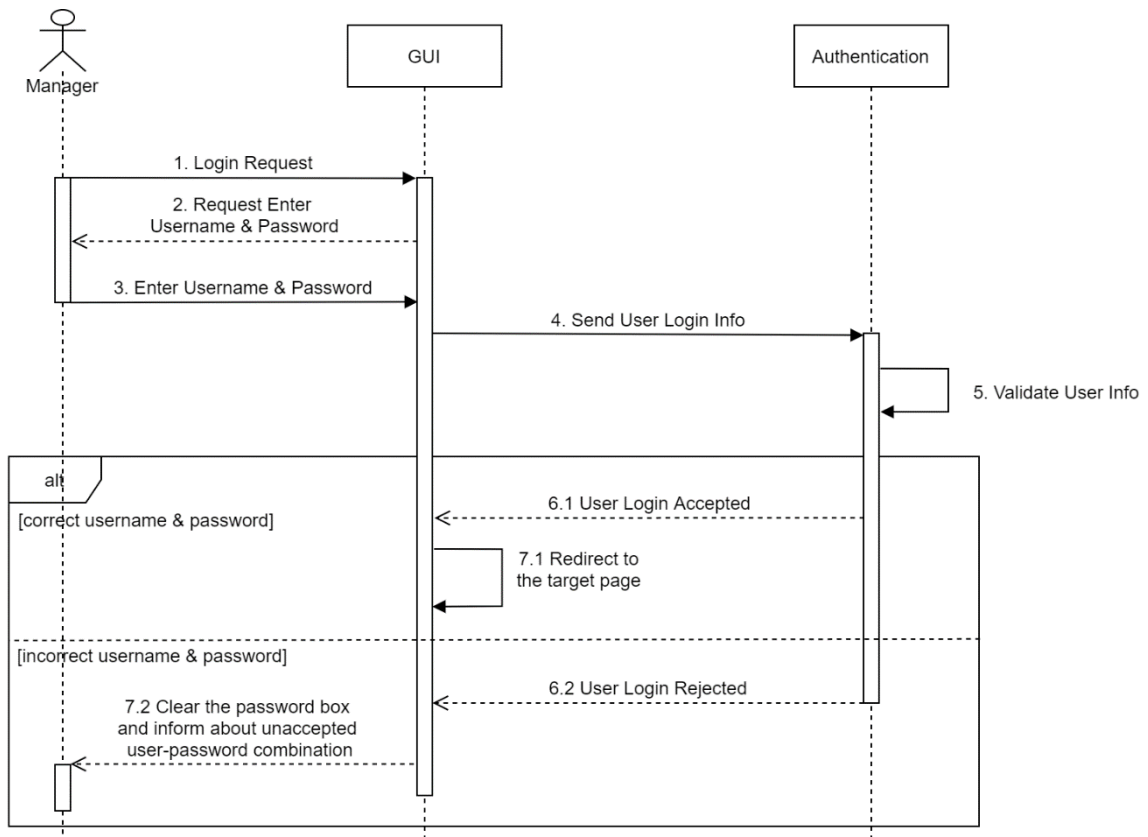 Manager
GUI
Authentication
1. Login Request
2. Request Enter
Username & Password
3. Enter Username & Password
4. Send User Login Info
5. Validate User Info
alt
[correct username & password]
6.1 User Login Accepted
7.1 Redirect to
the target page
[incorrect username & password]
6.2 User Login Rejected
7.2 Clear the password box
and inform about unaccepted
user-password combination